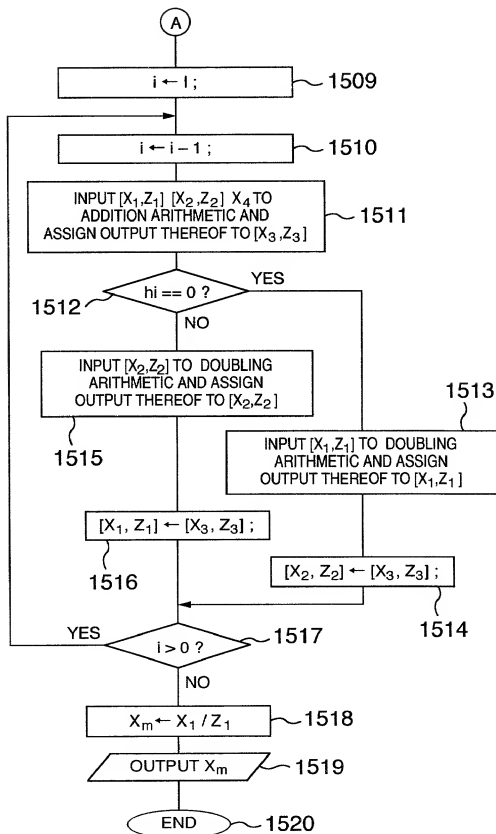 A
i ← l ;
1509
i ← i – 1 ;
1510
INPUT [X₁,Z₁] [X₂,Z₂] X₄ TO
ADDITION ARITHMETIC AND
ASSIGN OUTPUT THEREOF TO [X₃,Z₃]
1511
hi == 0 ?
YES
1512
NO
INPUT [X₂,Z₂] TO DOUBLING
ARITHMETIC AND ASSIGN
OUTPUT THEREOF TO [X₂,Z₂]
1515
1513
INPUT [X₁,Z₁] TO DOUBLING
ARITHMETIC AND ASSIGN
OUTPUT THEREOF TO [X₁,Z₁]
[X₁, Z₁] ← [X₃, Z₃] ;
1516
[X₂, Z₂] ← [X₃, Z₃] ;
1514
YES
i > 0 ?
1517
NO
Xₘ ← X₁ / Z₁
1518
OUTPUT Xₘ
1519
END
1520